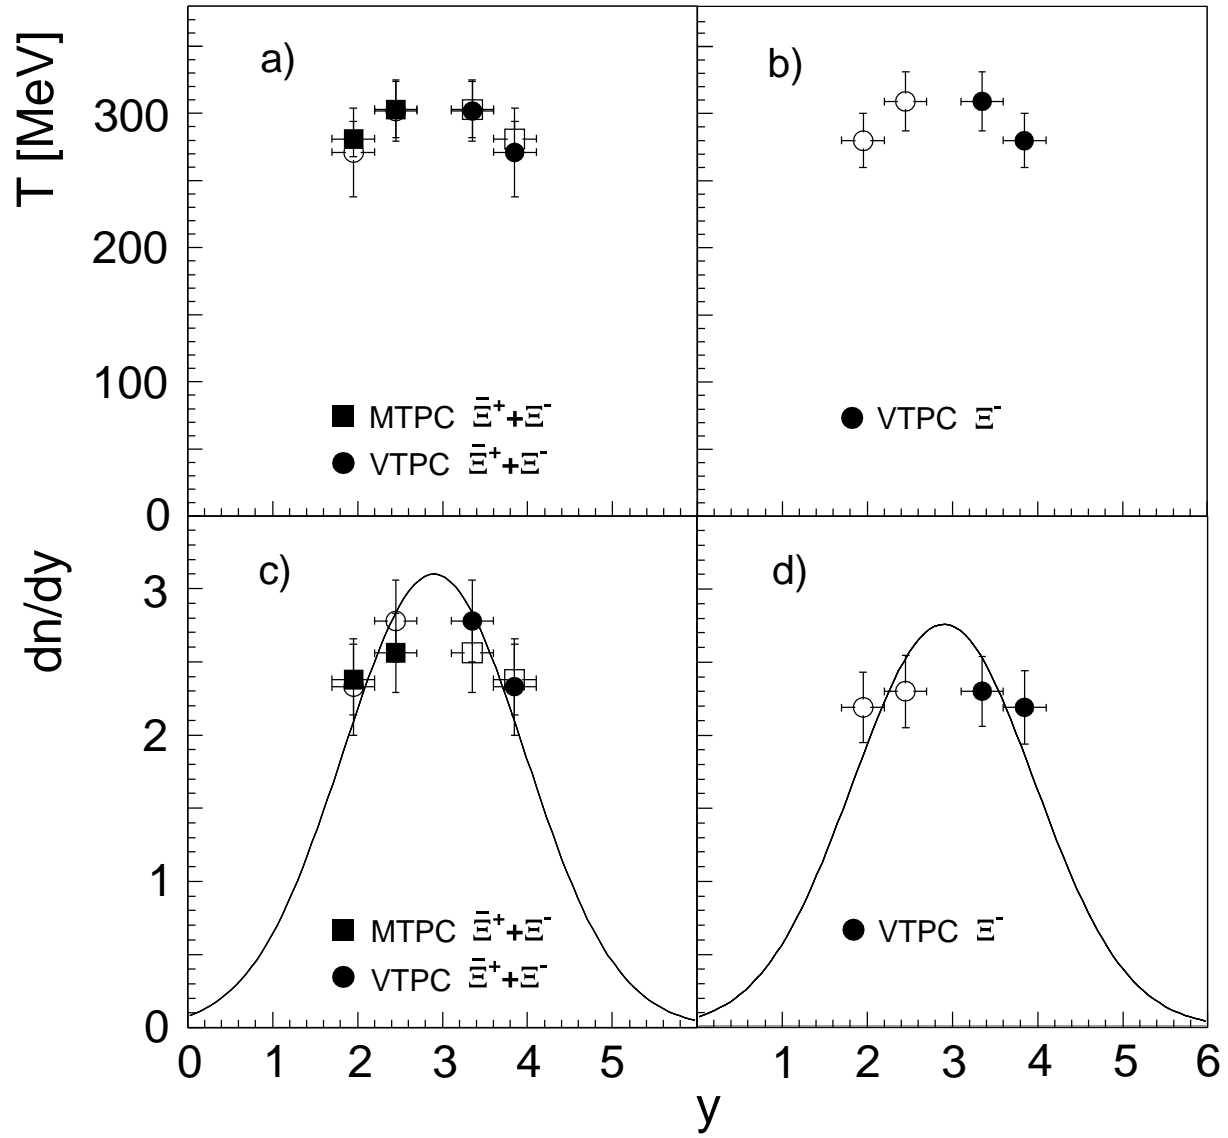 T [MeV]
a)
b)
300
200
100
0
MTPC Ξ̄⁺+Ξ⁻
VTPC Ξ̄⁺+Ξ⁻
VTPC Ξ⁻
dn/dy
c)
d)
3
2
1
0
MTPC Ξ̄⁺+Ξ⁻
VTPC Ξ̄⁺+Ξ⁻
VTPC Ξ⁻
0 1 2 3 4 5
1 2 3 4 5 6
y